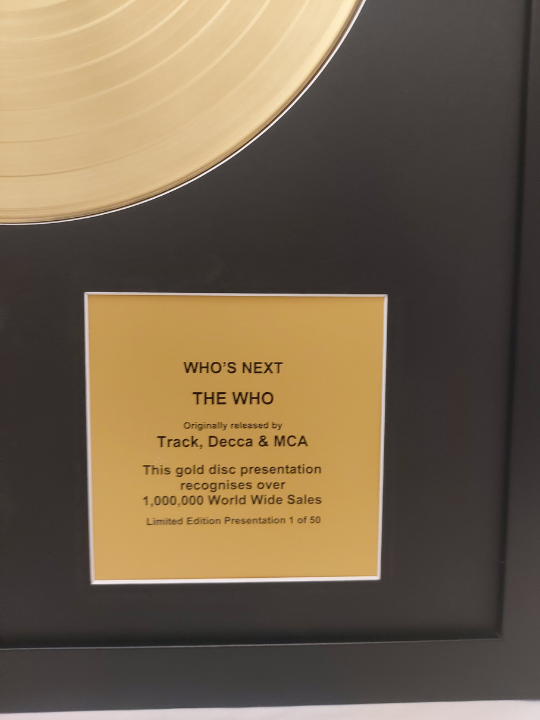 WHO'S NEXT
THE WHO
Originally released by
Track, Decca & MCA
This gold disc presentation
recognises over
1,000,000 World Wide Sales
Limited Edition Presentation 1 of 50